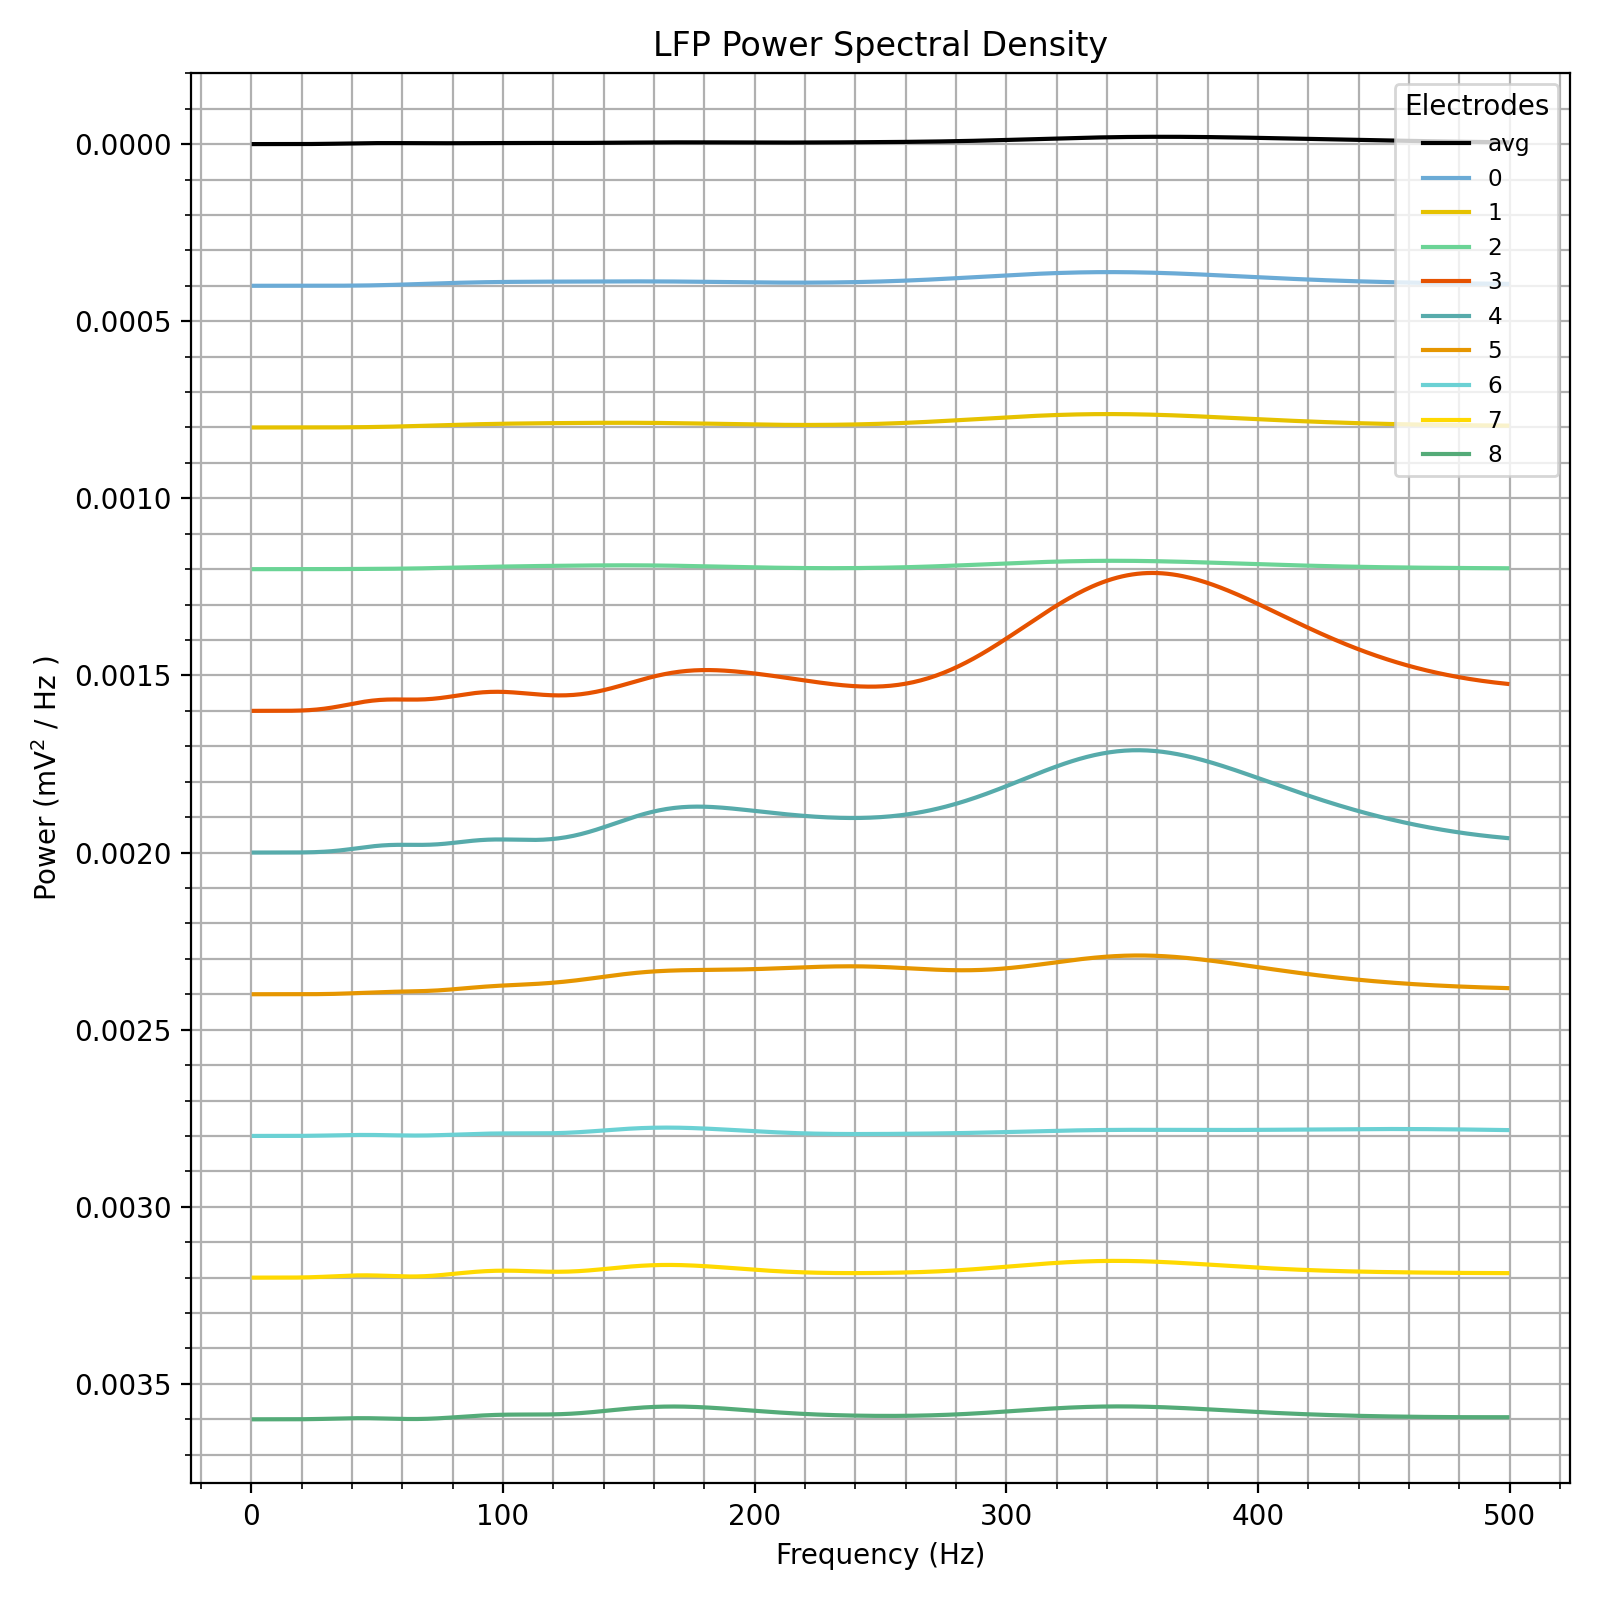 LFP Power Spectral Density
Electrodes
avg
0
1
2
3
4
5
6
7
8
0.0000
0.0005
0.0010
0.0015
0.0020
0.0025
0.0030
0.0035
Power (mV² / Hz )
0 100 200 300 400 500
Frequency (Hz)